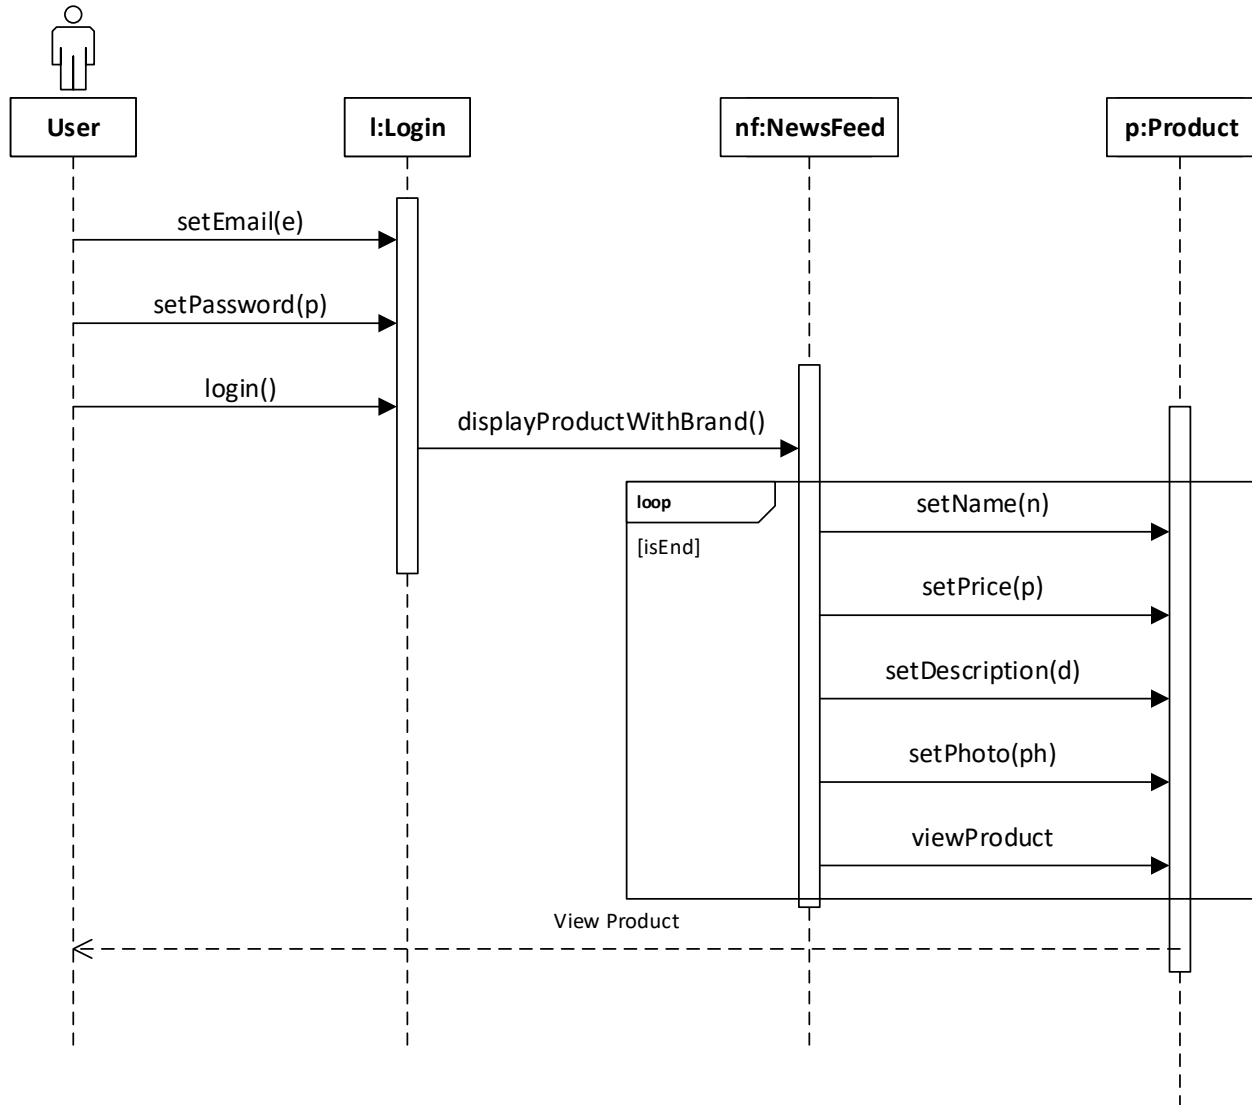 User
l:Login
nf:NewsFeed
p:Product
setEmail(e)
setPassword(p)
login()
displayProductWithBrand()
loop
[isEnd]
setName(n)
setPrice(p)
setDescription(d)
setPhoto(ph)
viewProduct
View Product